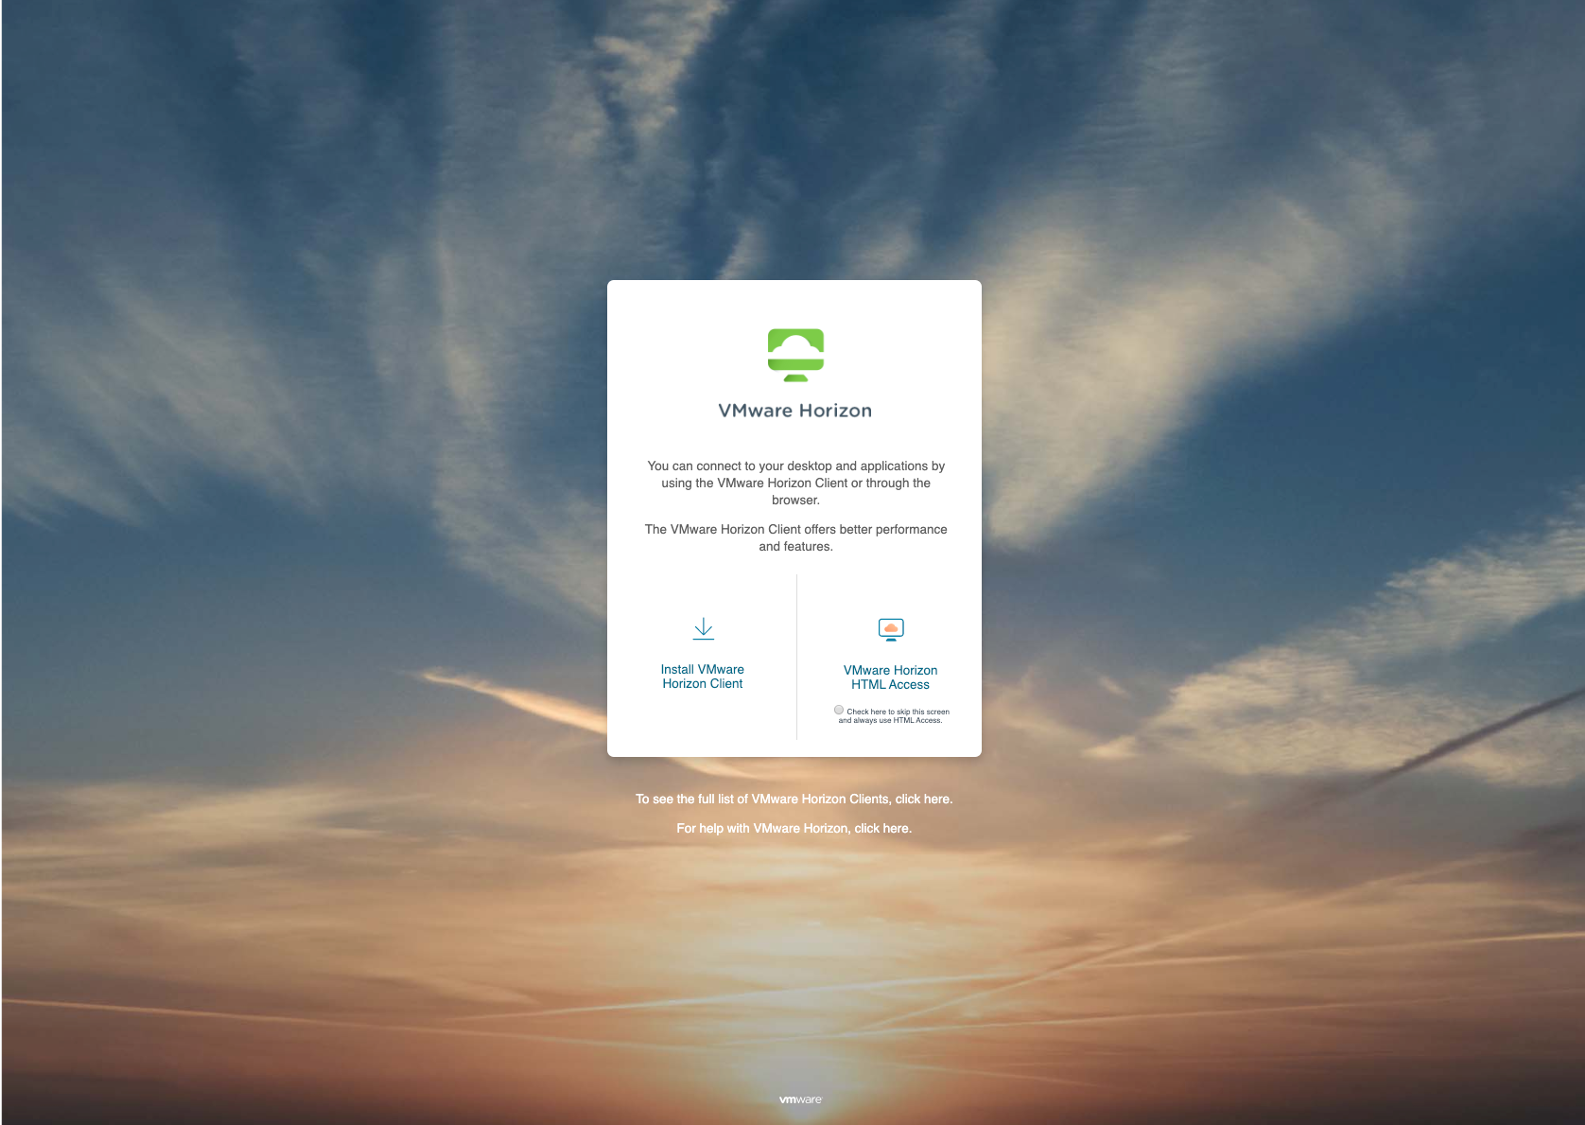 VMware Horizon
You can connect to your desktop and applications by
using the VMware Horizon Client or through the
browser.
The VMware Horizon Client offers better performance
and features.
Install VMware
Horizon Client
VMware Horizon
HTML Access
Check here to skip this screen
and always use HTML Access.
To see the full list of VMware Horizon Clients, click here.
For help with VMware Horizon, click here.
vmware